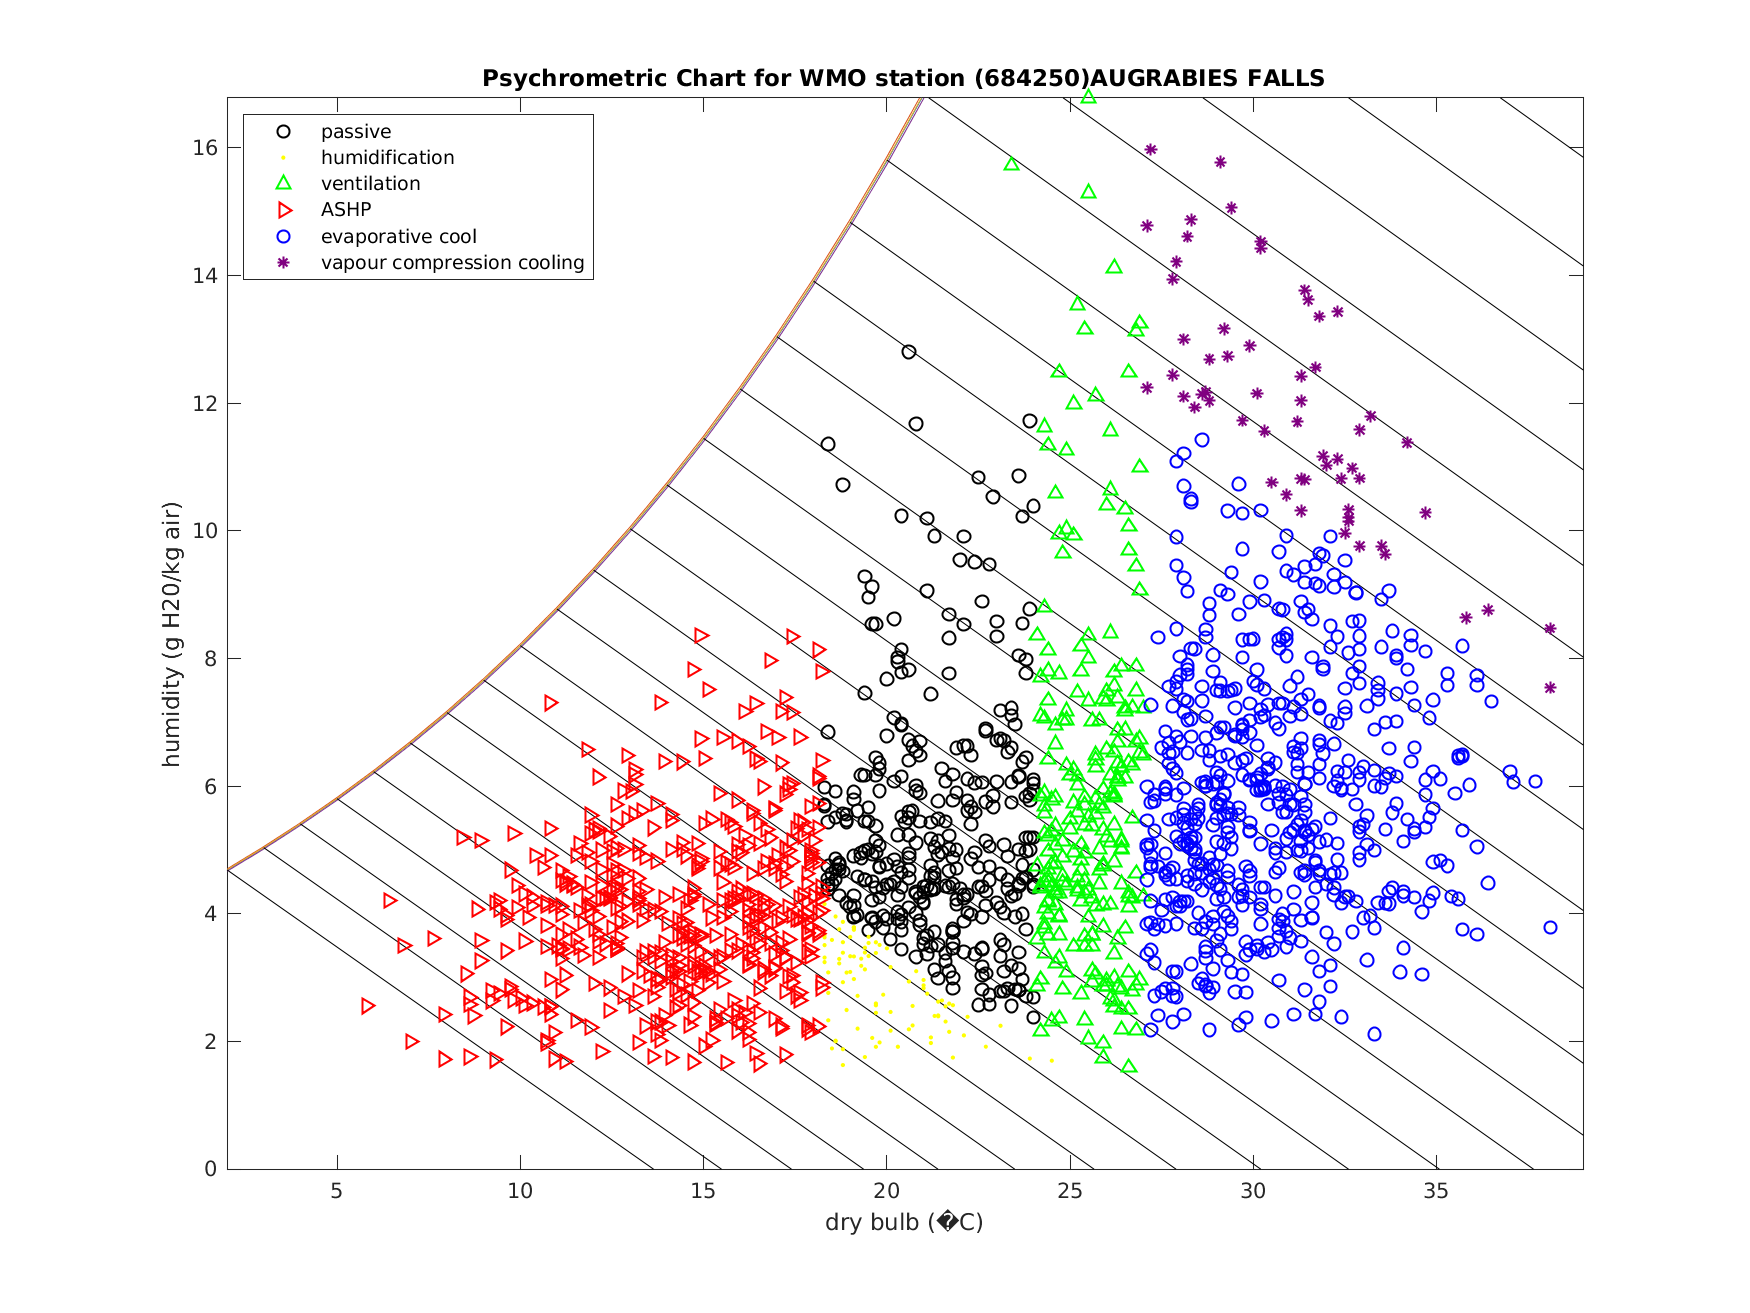 Psychrometric Chart for WMO station (684250)AUGRABIES FALLS
passive
humidification
ventilation
ASHP
evaporative cool
vapour compression cooling
humidity (g H20/kg air)
16
14
12
10
8
6
4
2
0
5 10 15 20 25 30 35
dry bulb (�C)